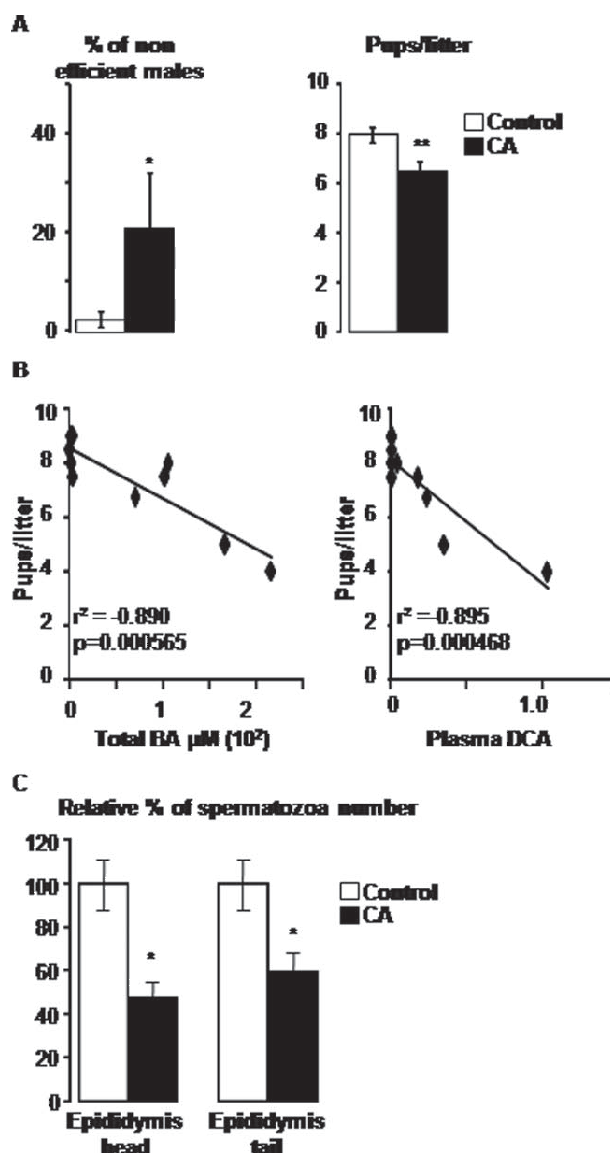 A
% of non
efficient males
Pups/litter
40
20
0
*
10
8
6
4
2
0
**
Control
CA
B
Pups/litter
10
8
6
4
2
0
r² = -0.890
p=0.000565
0 1 2
Total BA µM (10²)
Pups/litter
10
8
6
4
2
0
r² = -0.895
p=0.000468
0 1.0
Plasma DCA
C
Relative % of spermatozoa number
120
100
80
60
40
20
0
*
*
Control
CA
Epididymis
head
Epididymis
tail